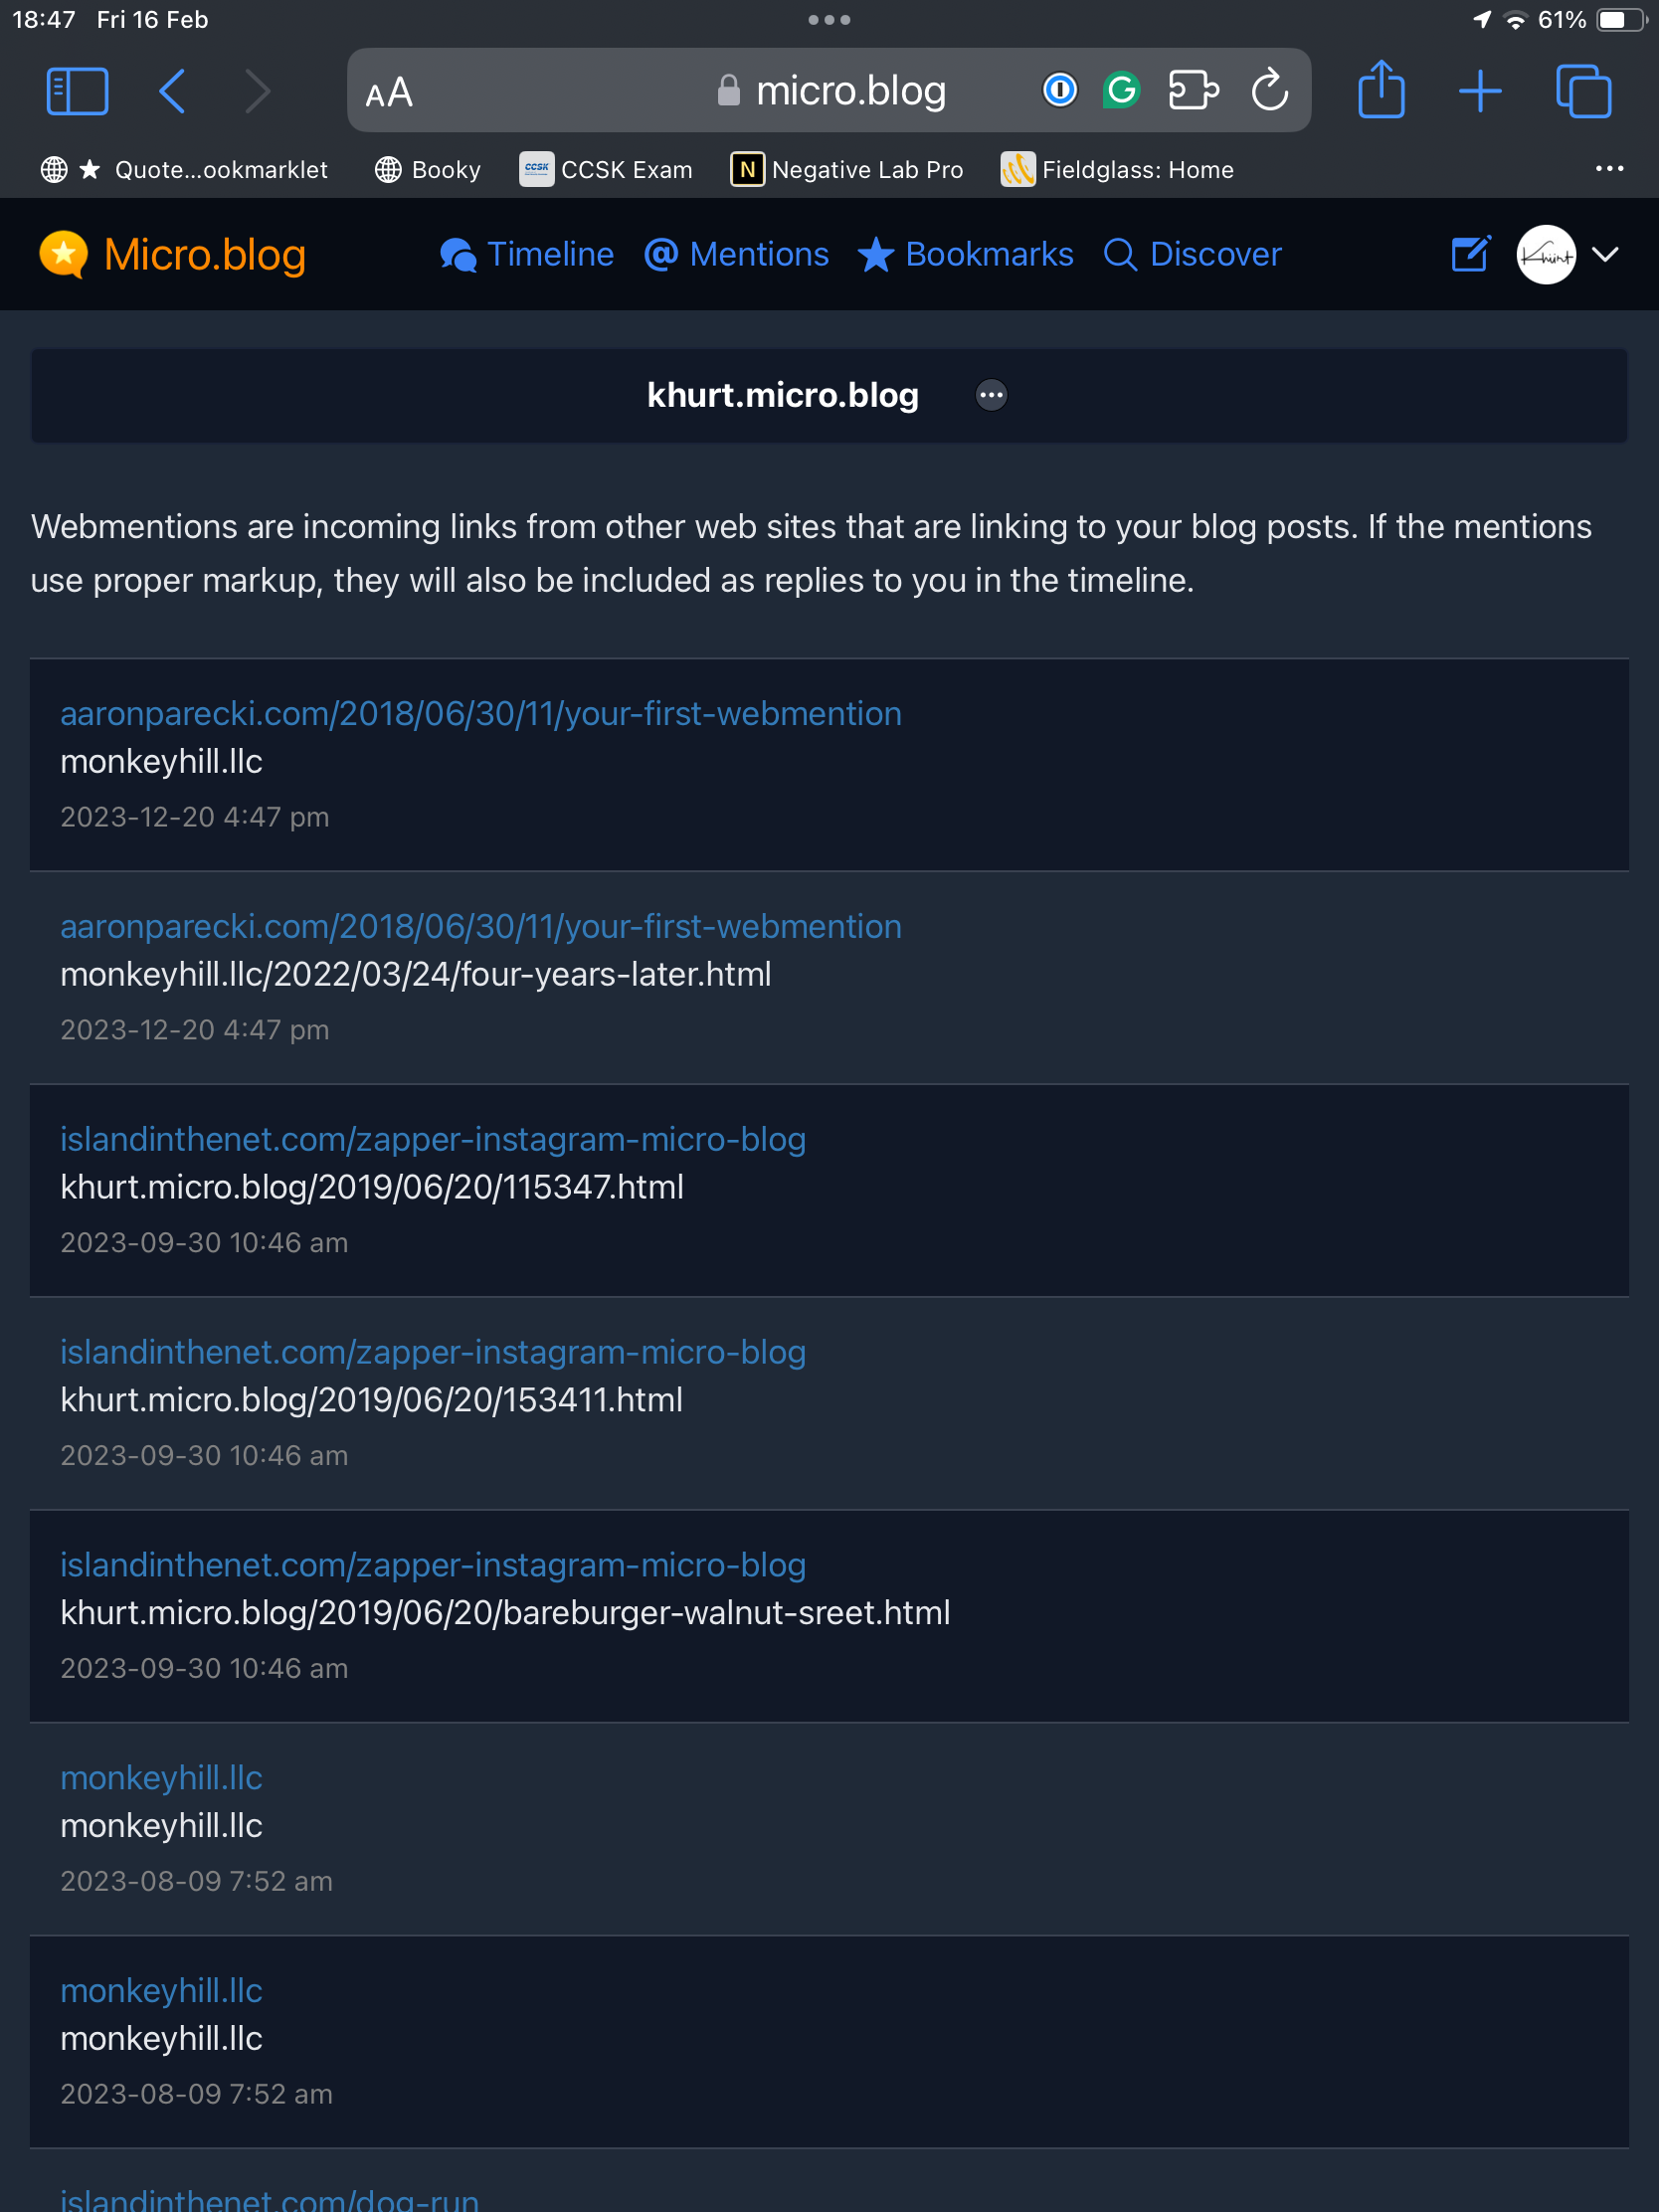 18:47 Fri 16 Feb 61%
AA micro.blog
Quote...ookmarklet Booky CCSK CCSK Exam N Negative Lab Pro Fieldglass: Home
Micro.blog Timeline @ Mentions Bookmarks Discover Khürt
khurt.micro.blog
Webmentions are incoming links from other web sites that are linking to your blog posts. If the mentions
use proper markup, they will also be included as replies to you in the timeline.
aaronparecki.com/2018/06/30/11/your-first-webmention
monkeyhill.llc
2023-12-20 4:47 pm
aaronparecki.com/2018/06/30/11/your-first-webmention
monkeyhill.llc/2022/03/24/four-years-later.html
2023-12-20 4:47 pm
islandinthenet.com/zapper-instagram-micro-blog
khurt.micro.blog/2019/06/20/115347.html
2023-09-30 10:46 am
islandinthenet.com/zapper-instagram-micro-blog
khurt.micro.blog/2019/06/20/153411.html
2023-09-30 10:46 am
islandinthenet.com/zapper-instagram-micro-blog
khurt.micro.blog/2019/06/20/bareburger-walnut-sreet.html
2023-09-30 10:46 am
monkeyhill.llc
monkeyhill.llc
2023-08-09 7:52 am
monkeyhill.llc
monkeyhill.llc
2023-08-09 7:52 am
islandinthenet.com/dog-run